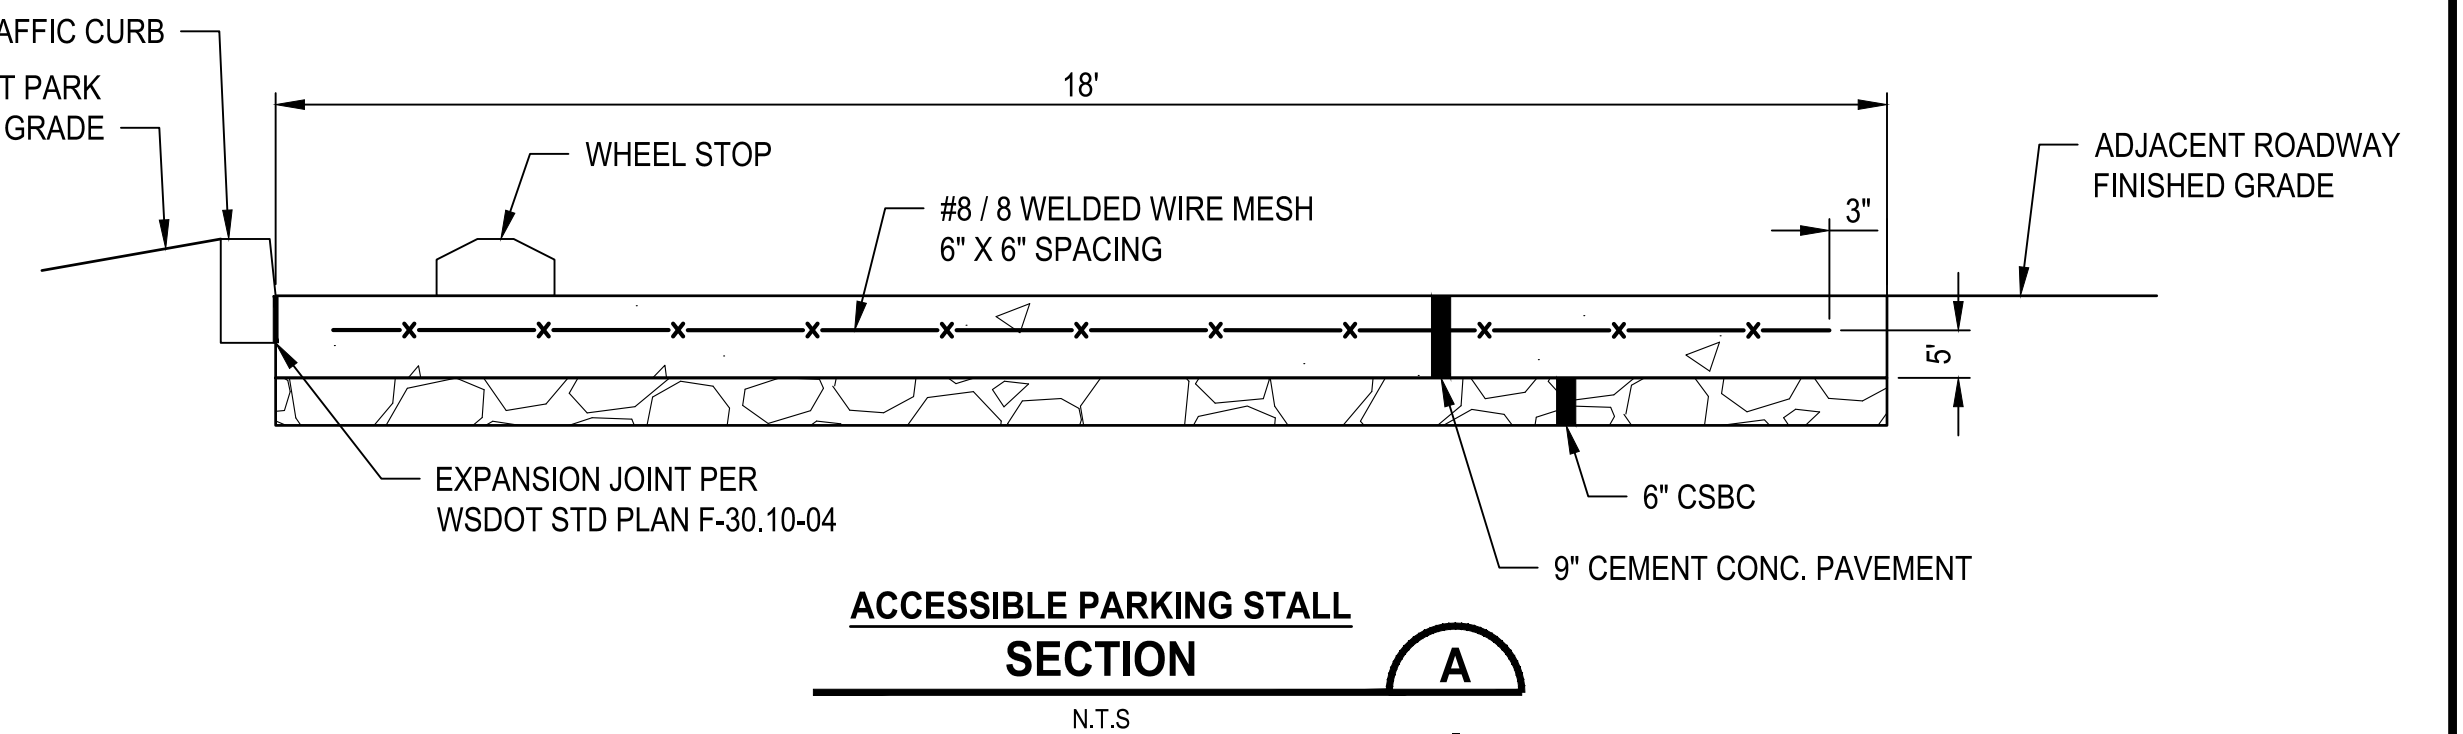 AFFIC CURB
T PARK
GRADE
18'
WHEEL STOP
#8 / 8 WELDED WIRE MESH
6" X 6" SPACING
3"
ADJACENT ROADWAY
FINISHED GRADE
5'
EXPANSION JOINT PER
WSDOT STD PLAN F-30.10-04
6" CSBC
9" CEMENT CONC. PAVEMENT
ACCESSIBLE PARKING STALL
SECTION
A
N.T.S